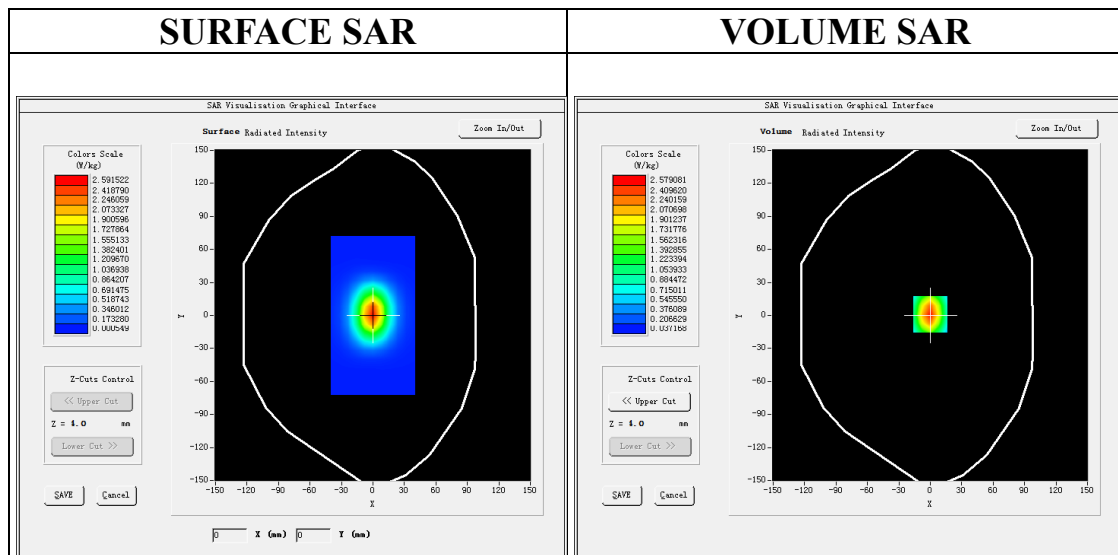 SURFACE SAR
VOLUME SAR
SAR Visualisation Graphical Interface
Surface Radiated Intensity
Zoom In/Out
Colors Scale
(W/kg)
2.591522
2.418790
2.246059
2.073327
1.900596
1.727864
1.555133
1.382401
1.209670
1.036938
0.864207
0.691475
0.518743
0.346012
0.173280
0.000549
Z-Cuts Control
<< Upper Cut
Z = 4.0 mm
Lower Cut >>
SAVE Cancel
150
120
90
60
30
0
-30
-60
-90
-120
-150
Y
-150 -120 -90 -60 -30 0 30 60 90 120 150
X
0 X (mm) 0 Y (mm)
SAR Visualisation Graphical Interface
Volume Radiated Intensity
Zoom In/Out
Colors Scale
(W/kg)
2.579081
2.409620
2.240159
2.070698
1.901237
1.731776
1.562316
1.392855
1.223394
1.053933
0.884472
0.715011
0.545550
0.376089
0.206629
0.037168
Z-Cuts Control
<< Upper Cut
Z = 4.0 mm
Lower Cut >>
SAVE Cancel
150
120
90
60
30
0
-30
-60
-90
-120
-150
Y
-150 -120 -90 -60 -30 0 30 60 90 120 150
X